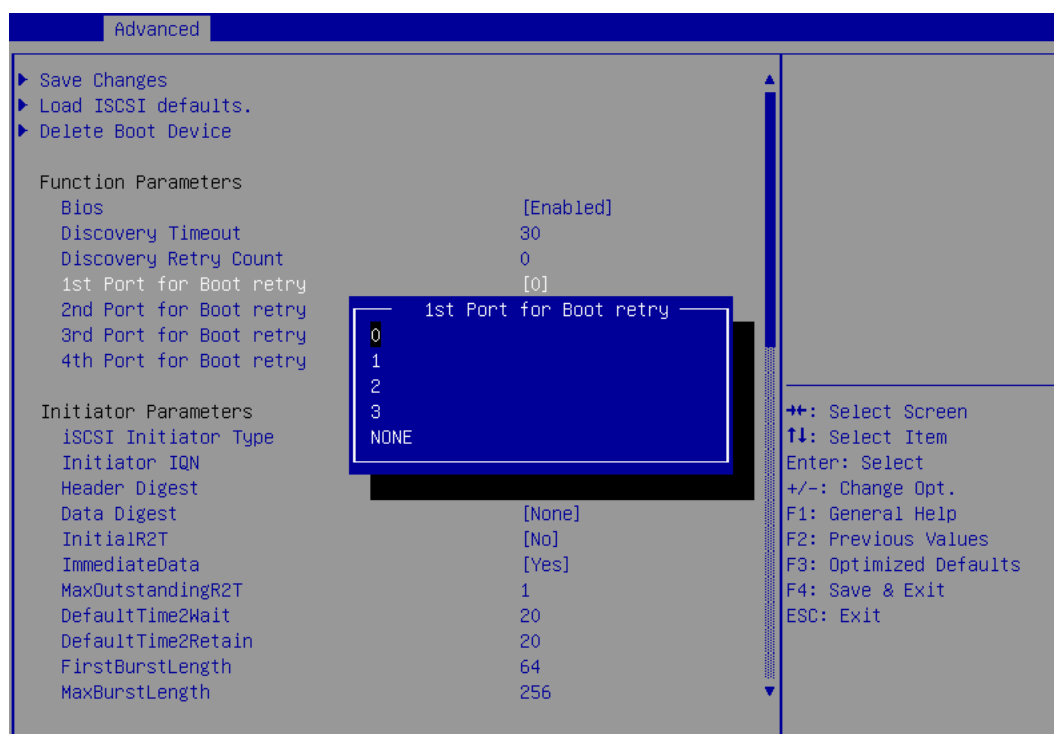 Advanced
Save Changes
Load ISCSI defaults.
Delete Boot Device
Function Parameters
Bios [Enabled]
Discovery Timeout 30
Discovery Retry Count 0
1st Port for Boot retry [0]
2nd Port for Boot retry
3rd Port for Boot retry
4th Port for Boot retry
1st Port for Boot retry
0
1
2
3
NONE
Initiator Parameters
iSCSI Initiator Type
Initiator IQN
Header Digest
Data Digest [None]
InitialR2T [No]
ImmediateData [Yes]
MaxOutstandingR2T 1
DefaultTime2Wait 20
DefaultTime2Retain 20
FirstBurstLength 64
MaxBurstLength 256
→←: Select Screen
↑↓: Select Item
Enter: Select
+/-: Change Opt.
F1: General Help
F2: Previous Values
F3: Optimized Defaults
F4: Save & Exit
ESC: Exit